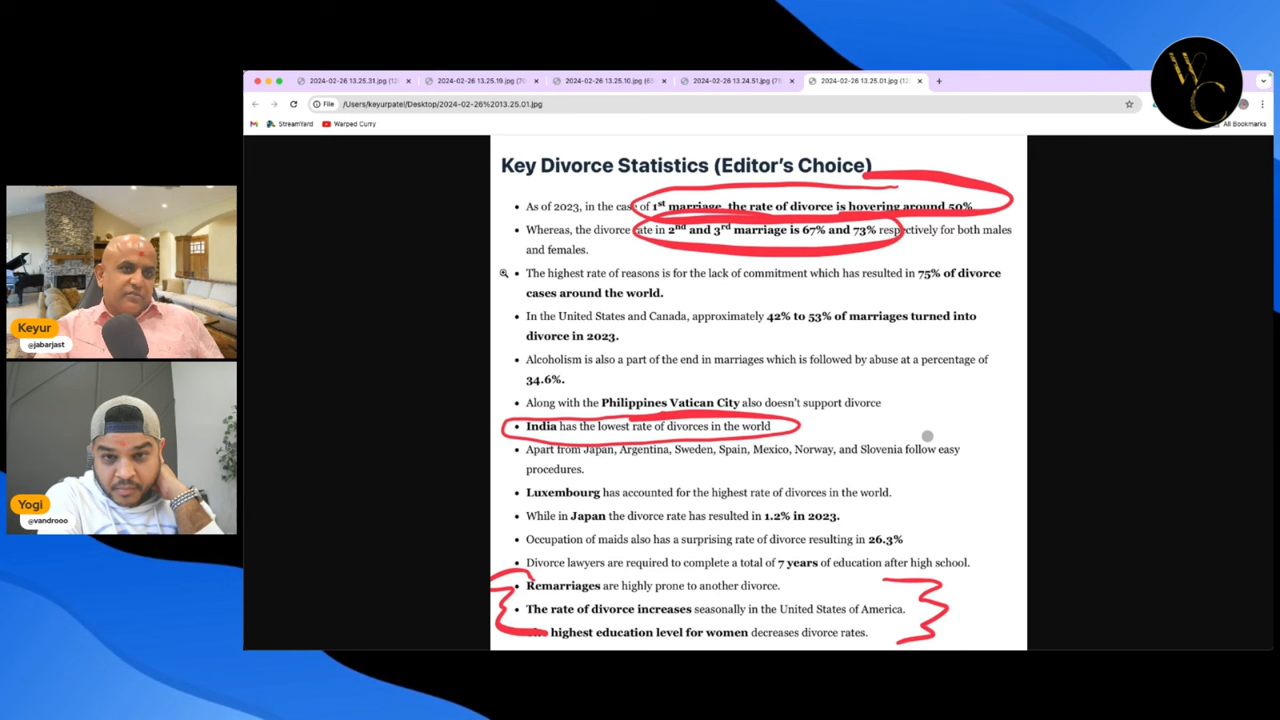 2024-02-26 13.25.31.jpg (12
2024-02-26 13.25.19.jpg (70
2024-02-26 13.25.10.jpg (65
2024-02-26 13.24.51.jpg (75
2024-02-26 13.25.01.jpg (12
File /Users/keyurpatel/Desktop/2024-02-26%2013.25.01.jpg
StreamYard
Warped Curry
All Bookmarks
WC
Key Divorce Statistics (Editor's Choice)
• As of 2023, in the case of 1st marriage, the rate of divorce is hovering around 50%.
• Whereas, the divorce rate in 2nd and 3rd marriage is 67% and 73% respectively for both males
and females.
• The highest rate of reasons is for the lack of commitment which has resulted in 75% of divorce
cases around the world.
• In the United States and Canada, approximately 42% to 53% of marriages turned into
divorce in 2023.
• Alcoholism is also a part of the end in marriages which is followed by abuse at a percentage of
34.6%.
• Along with the Philippines Vatican City also doesn't support divorce
• India has the lowest rate of divorces in the world
• Apart from Japan, Argentina, Sweden, Spain, Mexico, Norway, and Slovenia follow easy
procedures.
• Luxembourg has accounted for the highest rate of divorces in the world.
• While in Japan the divorce rate has resulted in 1.2% in 2023.
• Occupation of maids also has a surprising rate of divorce resulting in 26.3%
• Divorce lawyers are required to complete a total of 7 years of education after high school.
• Remarriages are highly prone to another divorce.
• The rate of divorce increases seasonally in the United States of America.
highest education level for women decreases divorce rates.
Keyur
@jabarjast
Yogi
@vandrooo